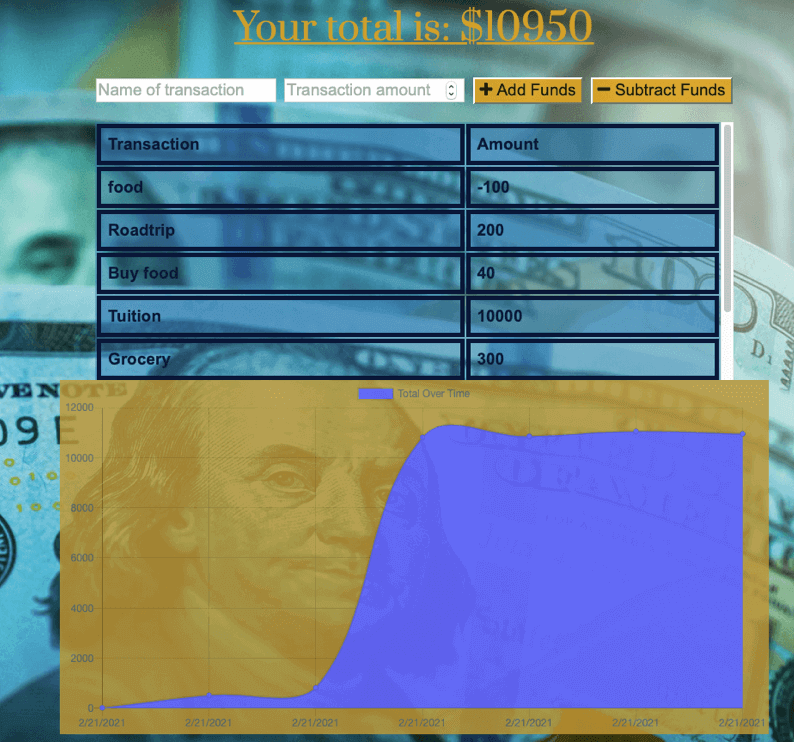 Your total is: $10950
Name of transaction Transaction amount + Add Funds − Subtract Funds
Transaction Amount
food -100
Roadtrip 200
Buy food 40
Tuition 10000
Grocery 300
Total Over Time
12000
10000
8000
6000
4000
2000
0
2/21/2021 2/21/2021 2/21/2021 2/21/2021 2/21/2021 2/21/2021 2/21/2021